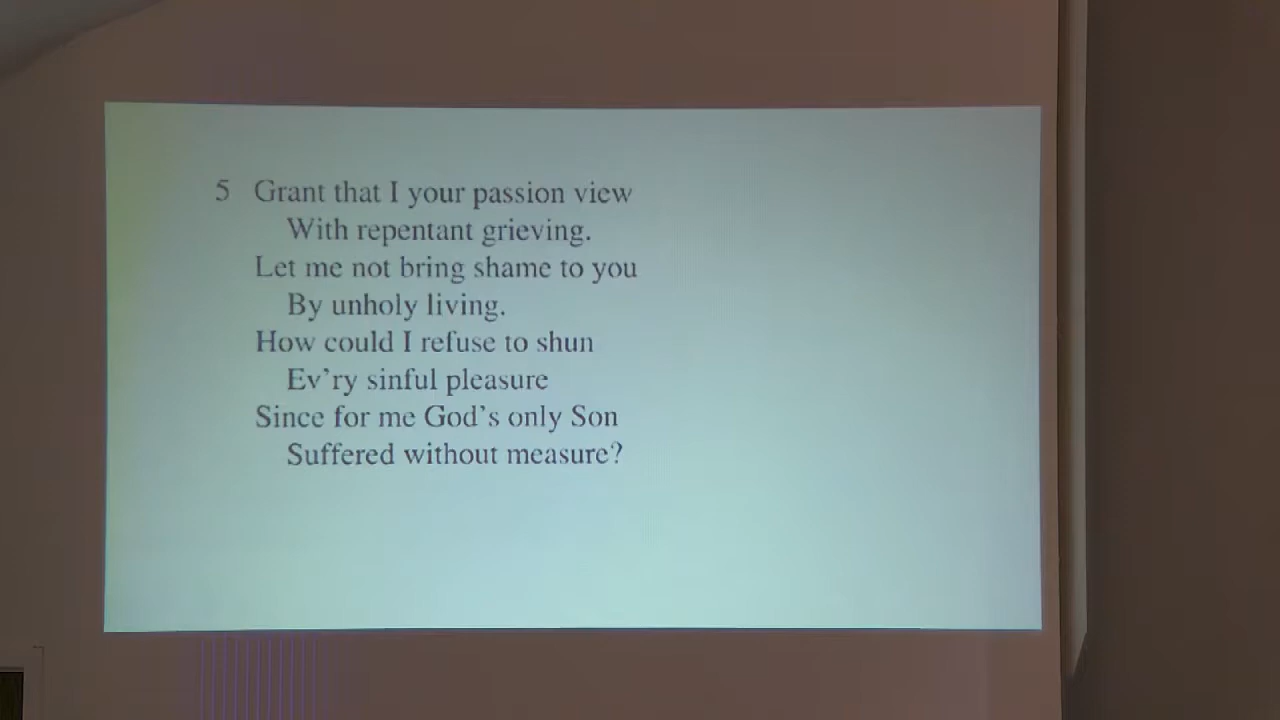 5 Grant that I your passion view
With repentant grieving.
Let me not bring shame to you
By unholy living.
How could I refuse to shun
Ev’ry sinful pleasure
Since for me God’s only Son
Suffered without measure?